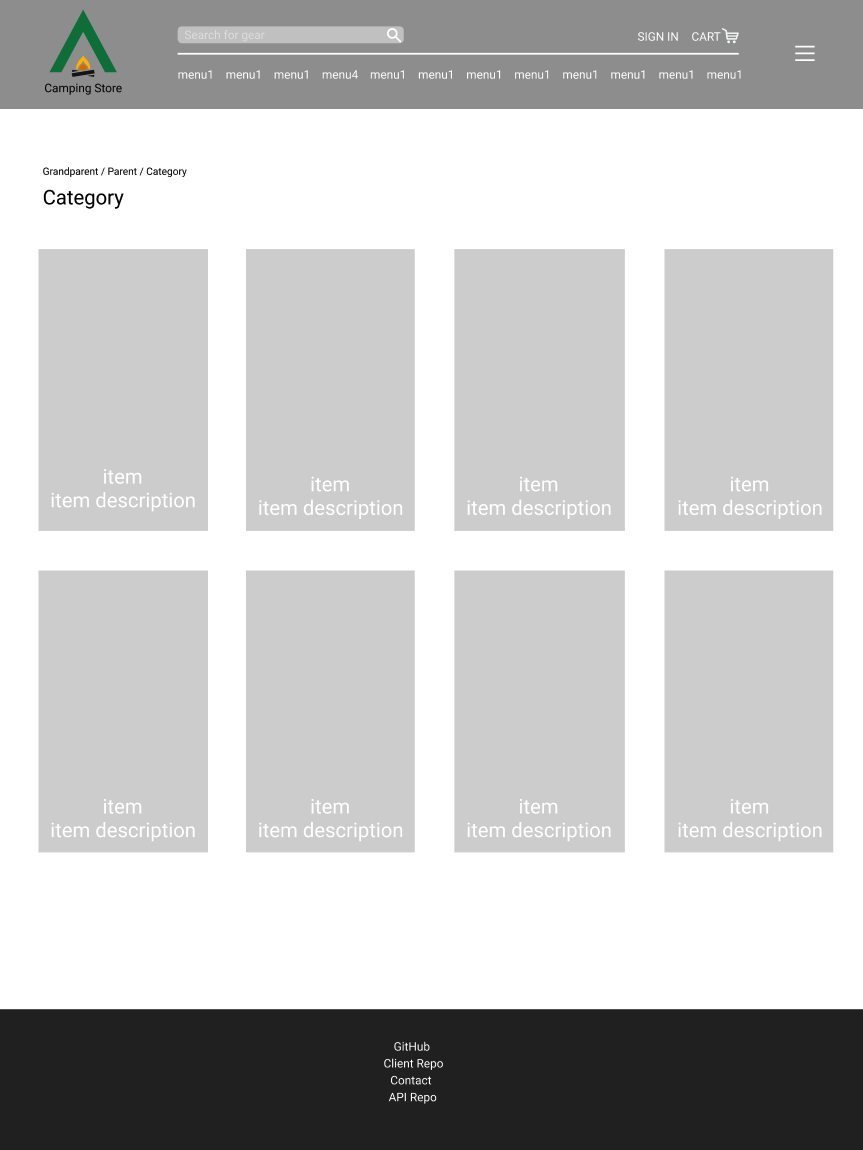 Search for gear
SIGN IN CART
menu1 menu1 menu1 menu4 menu1 menu1 menu1 menu1 menu1 menu1 menu1 menu1
Camping Store
Grandparent / Parent / Category
Category
item
item description
item
item description
item
item description
item
item description
item
item description
item
item description
item
item description
item
item description
GitHub
Client Repo
Contact
API Repo